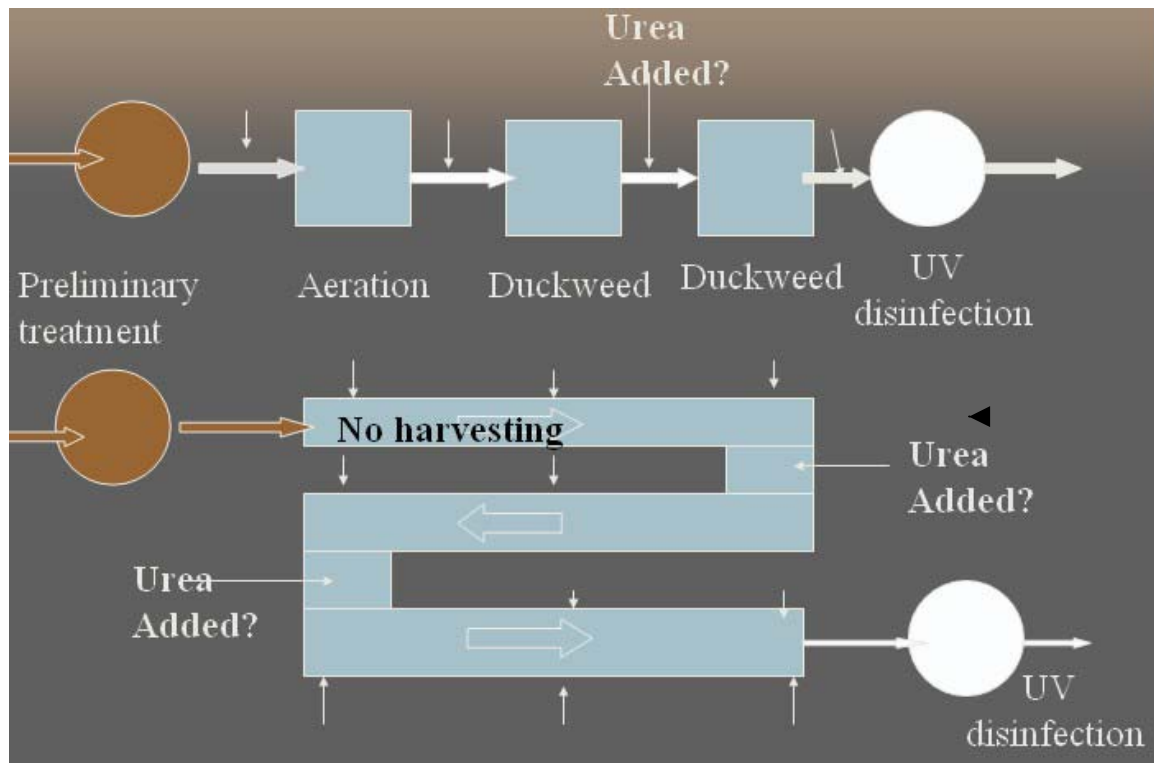 Urea
Added?
Preliminary
treatment
Aeration
Duckweed
Duckweed
UV
disinfection
No harvesting
Urea
Added?
Urea
Added?
UV
disinfection